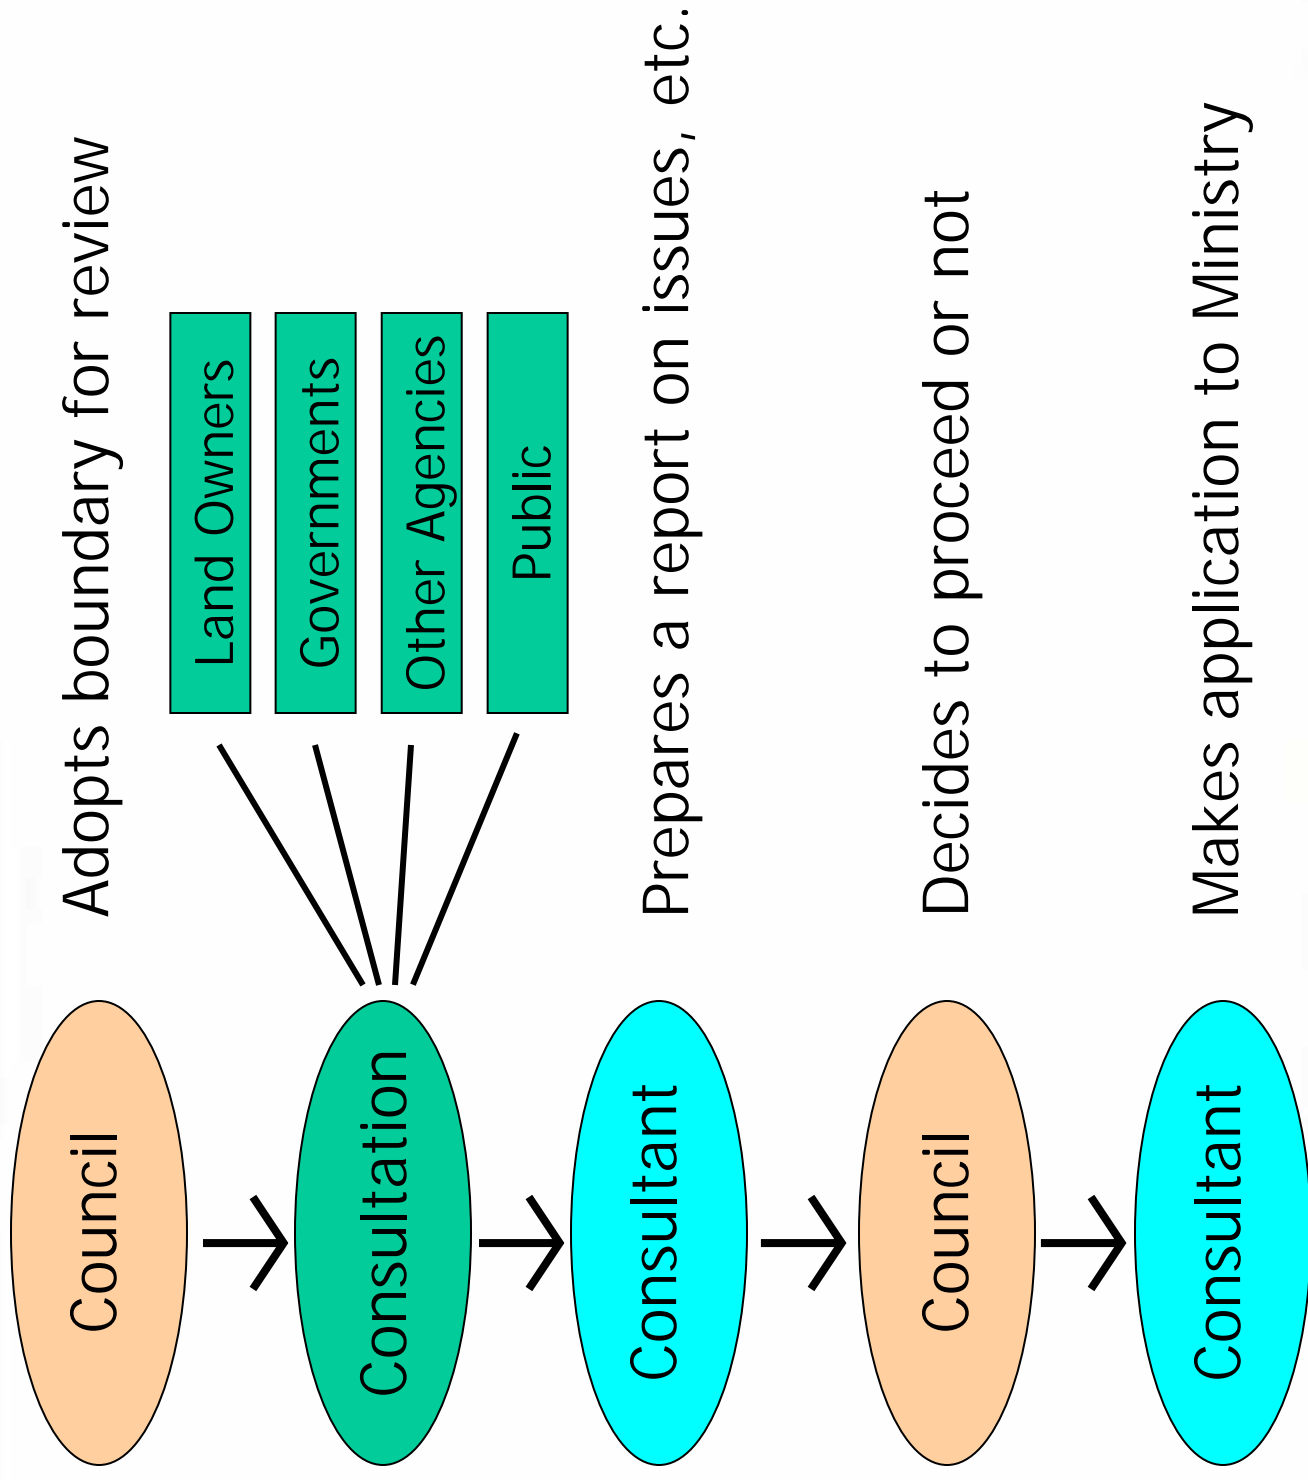 Council
Adopts boundary for review
Consultation
Land Owners
Governments
Other Agencies
Public
Consultant
Prepares a report on issues, etc.
Council
Decides to proceed or not
Consultant
Makes application to Ministry